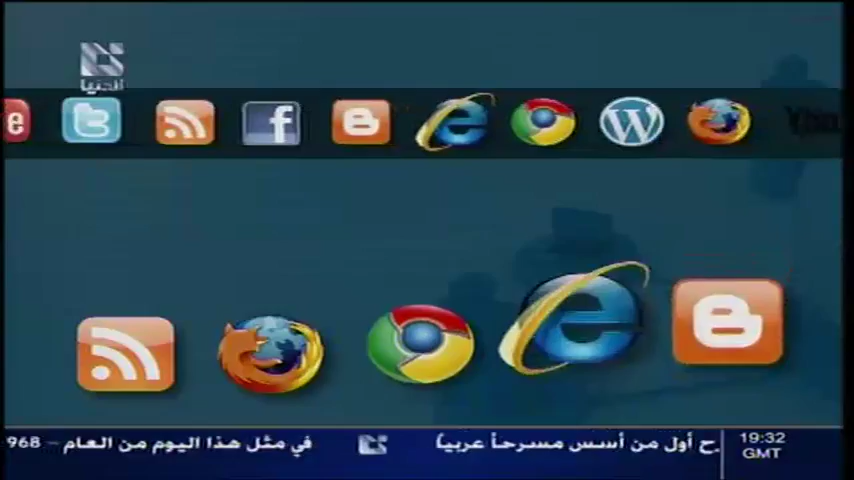 الدنيا
f
في مثل هذا اليوم من العام – 968
ح أول من أسس مسرحاً عربياً
19:32
GMT